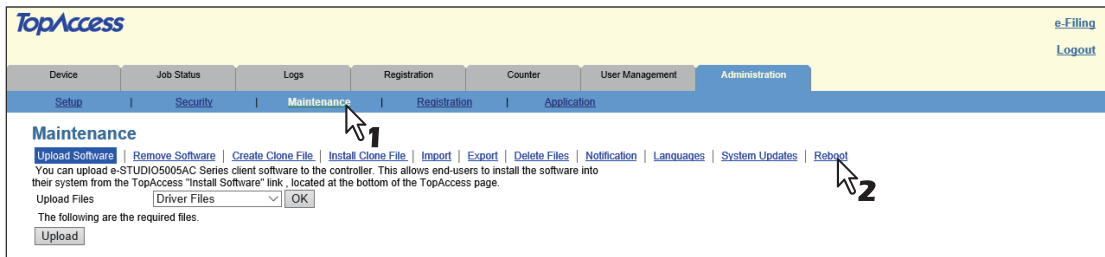 TopAccess
e-Filing
Logout
Device Job Status Logs Registration Counter User Management Administration
Setup | Security | Maintenance | Registration | Application
1
Maintenance
Upload Software | Remove Software | Create Clone File | Install Clone File | Import | Export | Delete Files | Notification | Languages | System Updates | Reboot
2
You can upload e-STUDIO5005AC Series client software to the controller. This allows end-users to install the software into
their system from the TopAccess "Install Software" link , located at the bottom of the TopAccess page.
Upload Files Driver Files OK
The following are the required files.
Upload